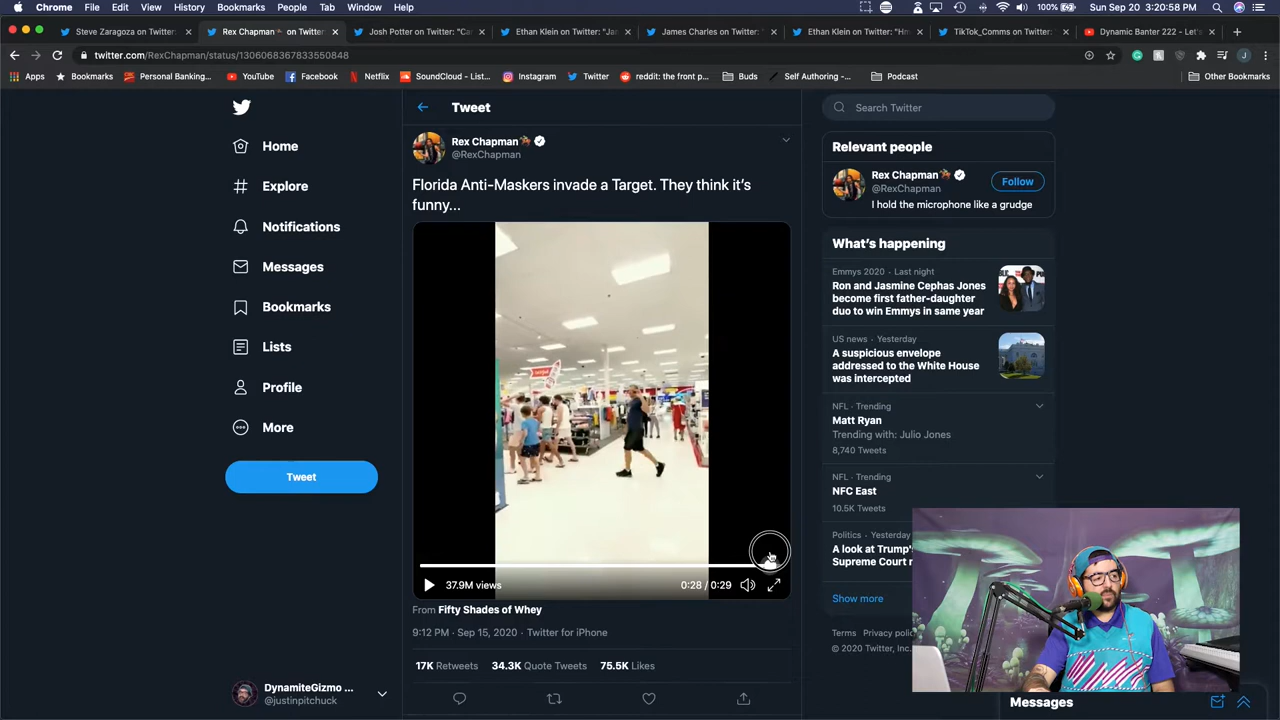 Chrome File Edit View History Bookmarks People Tab Window Help
100% Sun Sep 20 3:20:58 PM
Steve Zaragoza on Twitter:
Rex Chapman on Twitter:
Josh Potter on Twitter: "Car
Ethan Klein on Twitter: "Jar
James Charles on Twitter: "
Ethan Klein on Twitter: "Hm
TikTok_Comms on Twitter:
Dynamic Banter 222 - Let's
twitter.com/RexChapman/status/1306068367833550848
Apps Bookmarks Personal Banking... YouTube Facebook Netflix SoundCloud - List... Instagram Twitter reddit: the front p... Buds Self Authoring -... Podcast Other Bookmarks
Home
Explore
Notifications
Messages
Bookmarks
Lists
Profile
More
Tweet
DynamiteGizmo ...
@justinpitchuck
Tweet
Rex Chapman
@RexChapman
Florida Anti-Maskers invade a Target. They think it's
funny...
37.9M views
0:28 / 0:29
From Fifty Shades of Whey
9:12 PM · Sep 15, 2020 · Twitter for iPhone
17K Retweets 34.3K Quote Tweets 75.5K Likes
Search Twitter
Relevant people
Rex Chapman
@RexChapman
Follow
I hold the microphone like a grudge
What's happening
Emmys 2020 · Last night
Ron and Jasmine Cephas Jones
become first father-daughter
duo to win Emmys in same year
US news · Yesterday
A suspicious envelope
addressed to the White House
was intercepted
NFL · Trending
Matt Ryan
Trending with: Julio Jones
8,740 Tweets
NFL · Trending
NFC East
10.5K Tweets
Politics · Yesterday
A look at Trump's
Supreme Court
Show more
Terms Privacy polic
© 2020 Twitter, Inc.
Messages